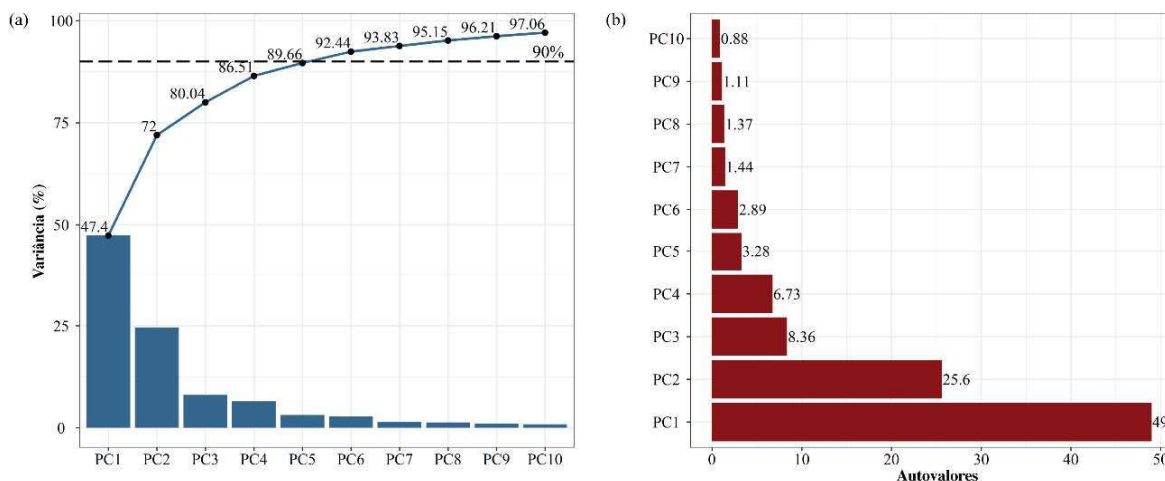 (a)
Variância (%)
100
75
50
25
0
47.4
72
80.04
86.51
89.66
92.44
93.83
95.15
96.21
97.06
90%
PC1 PC2 PC3 PC4 PC5 PC6 PC7 PC8 PC9 PC10
(b)
PC10 0.88
PC9 1.11
PC8 1.37
PC7 1.44
PC6 2.89
PC5 3.28
PC4 6.73
PC3 8.36
PC2 25.6
PC1 49
0 10 20 30 40 50
Autovalores